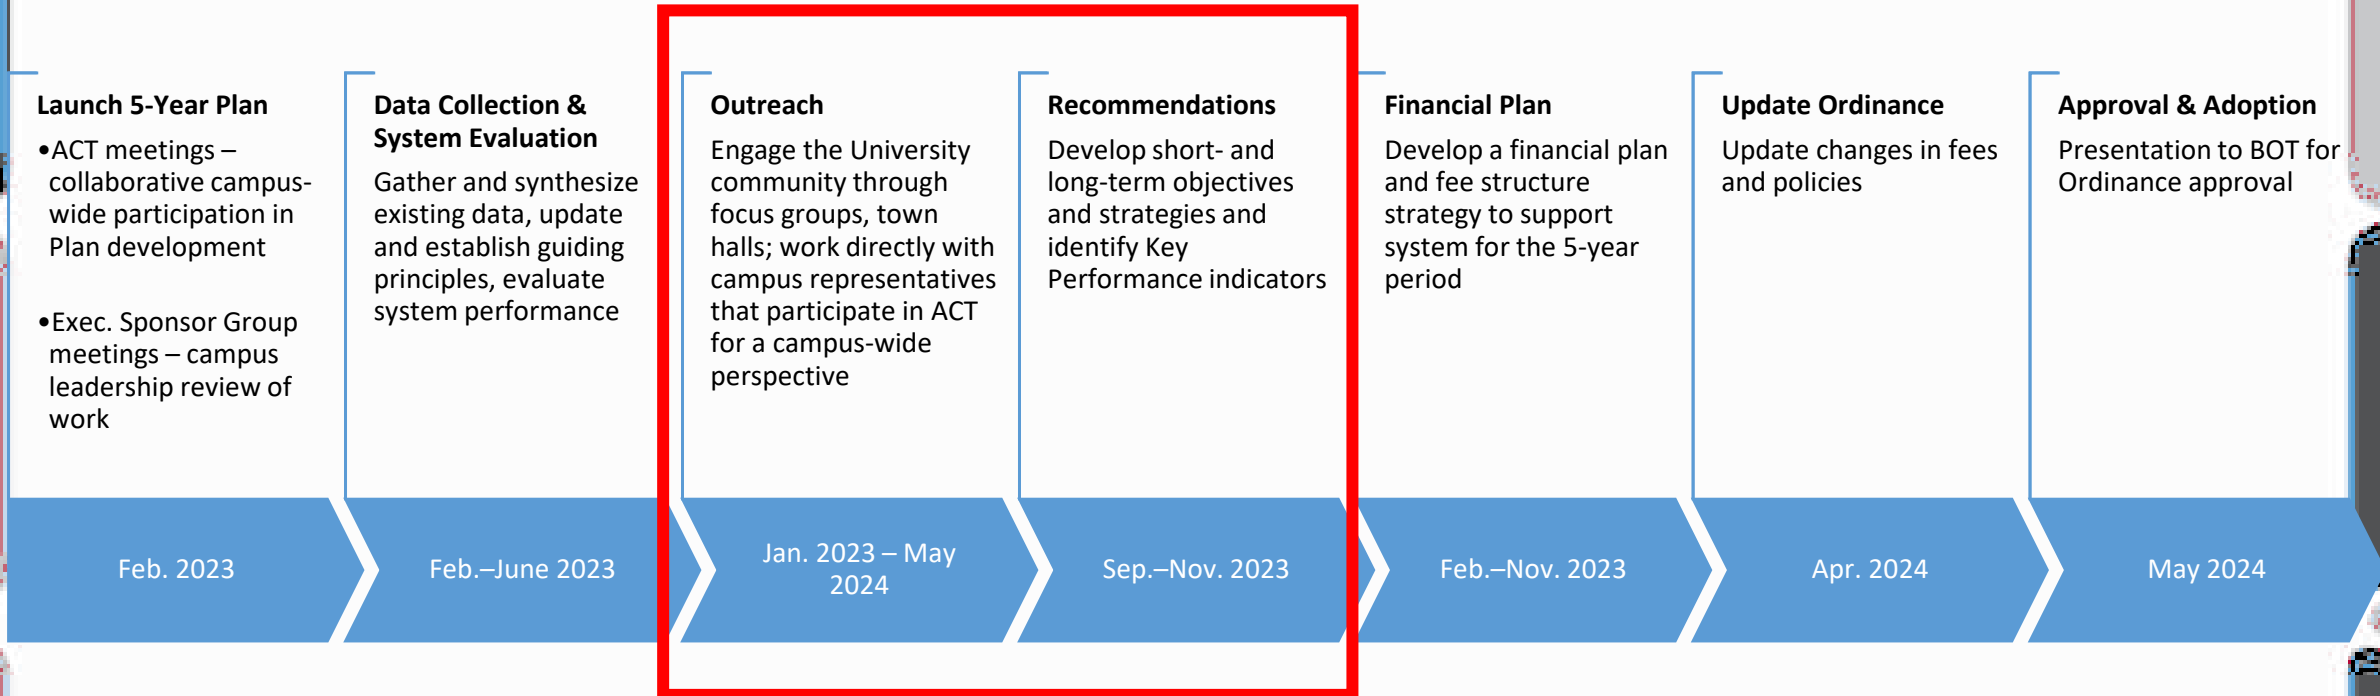 Launch 5-Year Plan
•ACT meetings –
collaborative campus-
wide participation in
Plan development
•Exec. Sponsor Group
meetings – campus
leadership review of
work
Feb. 2023
Data Collection &
System Evaluation
Gather and synthesize
existing data, update
and establish guiding
principles, evaluate
system performance
Feb.–June 2023
Outreach
Engage the University
community through
focus groups, town
halls; work directly with
campus representatives
that participate in ACT
for a campus-wide
perspective
Jan. 2023 – May
2024
Recommendations
Develop short- and
long-term objectives
and strategies and
identify Key
Performance indicators
Sep.–Nov. 2023
Financial Plan
Develop a financial plan
and fee structure
strategy to support
system for the 5-year
period
Feb.–Nov. 2023
Update Ordinance
Update changes in fees
and policies
Apr. 2024
Approval & Adoption
Presentation to BOT for
Ordinance approval
May 2024